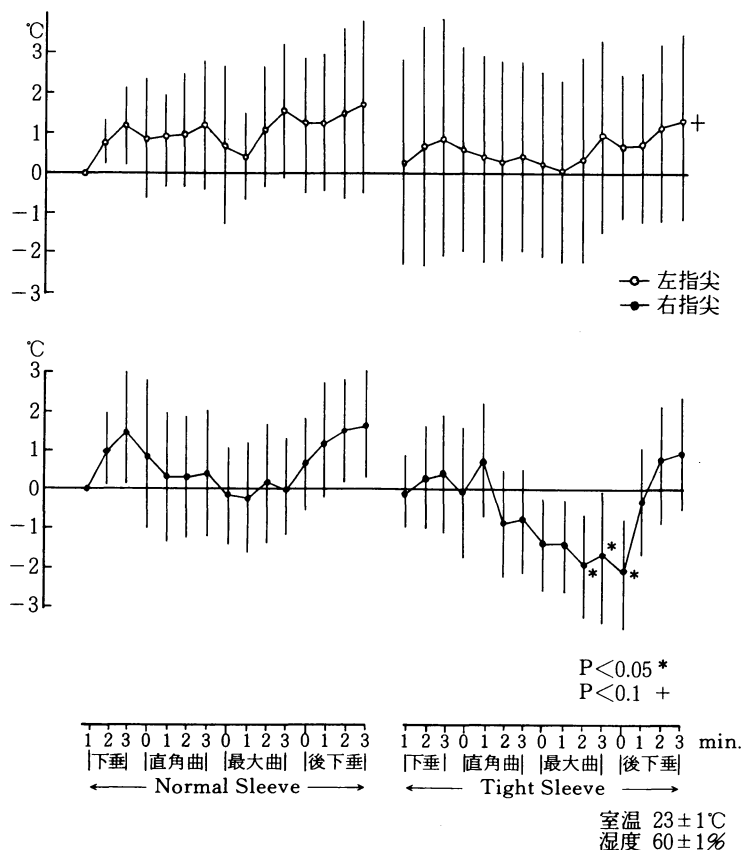 ℃
3
2
1
0
−1
−2
−3
+
左指尖
右指尖
℃
3
2
1
0
−1
−2
−3
*
*
*
P<0.05 *
P<0.1 +
1 2 3 0 1 2 3 0 1 2 3 0 1 2 3 1 2 3 0 1 2 3 0 1 2 3 0 1 2 3 min.
下垂 直角曲 最大曲 後下垂 下垂 直角曲 最大曲 後下垂
Normal Sleeve Tight Sleeve
室温 23±1℃
湿度 60±1%